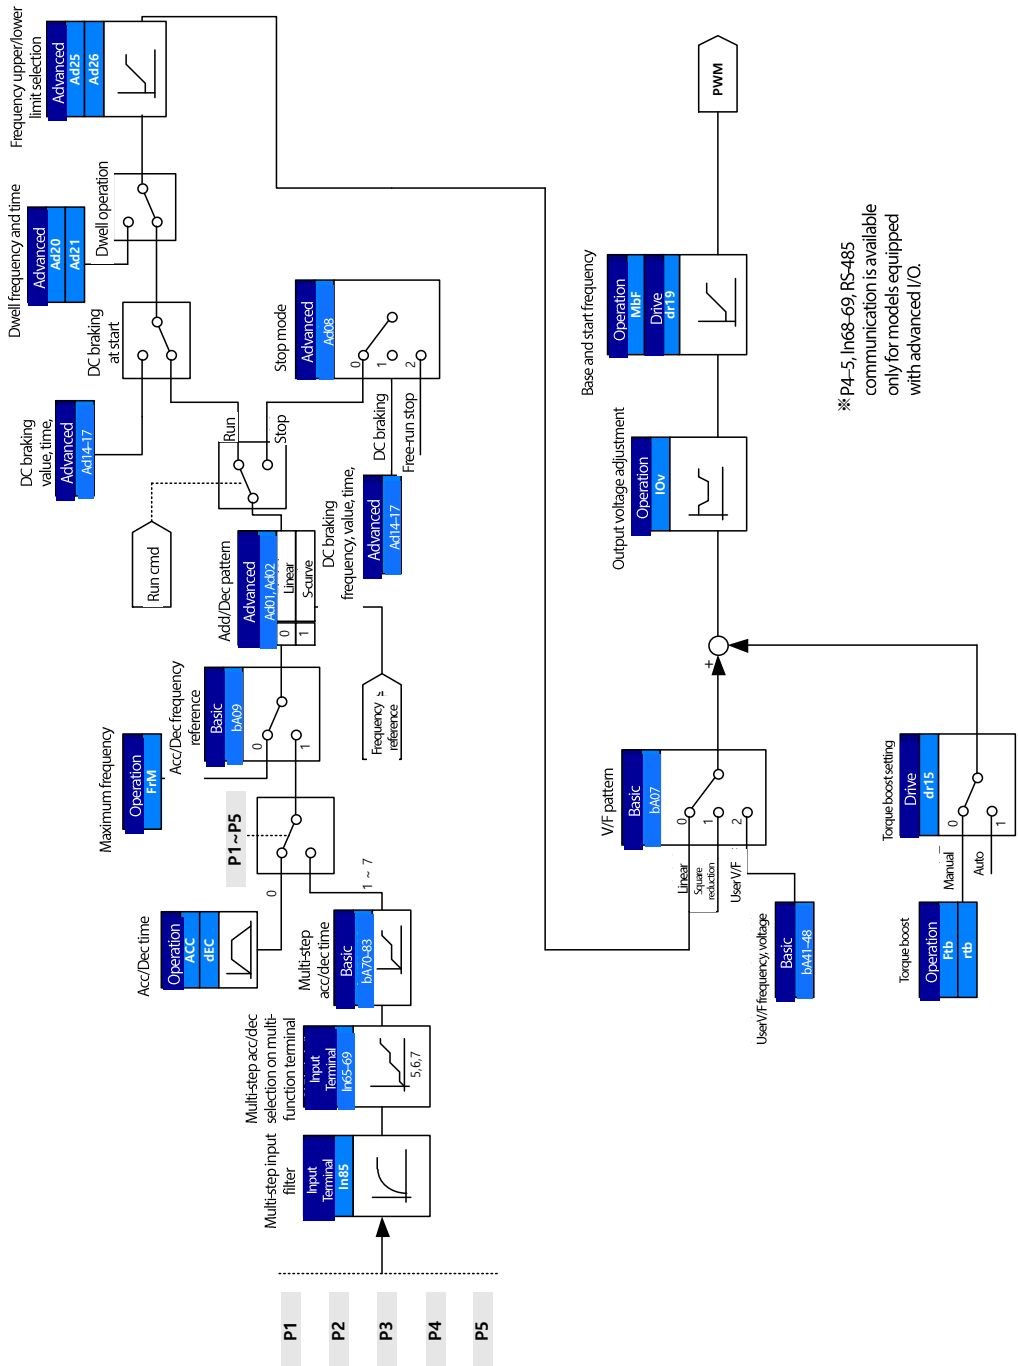 P1
P2
P3
P4
P5
Multi-step input
filter
Input
Terminal
In85
Multi-step acc/dec
selection on multi-
function terminal
Input
Terminal
In65–69
5,6,7
Multi-step
acc/dec time
Basic
bA70-83
1 ~ 7
Acc/Dec time
Operation
ACC
dEC
0
P1~P5
Maximum frequency
Operation
FrM
Acc/Dec frequency
reference
Basic
bA09
0
1
Frequency
reference
Add/Dec pattern
Advanced
Ad01, Ad02
0
Linear
1
S-curve
Run cmd
Run
Stop
DC braking
value, time,
Advanced
Ad14–17
DC braking
at start
Dwell frequency and time
Advanced
Ad20
Ad21
Dwell operation
Frequency upper/lower
limit selection
Advanced
Ad25
Ad26
Stop mode
Advanced
Ad08
0
1
2
DC braking
Free-run stop
DC braking
frequency, value, time,
Advanced
Ad14–17
V/F pattern
Basic
bA07
0
1
2
Linear
Square
reduction
User V/F
User V/F frequency, voltage
Basic
bA41–48
+
Torque boost
Operation
Ftb
rtb
Torque boost setting
Drive
dr15
0
1
Manual
Auto
Output voltage adjustment
Operation
IOv
Base and start frequency
Operation
MbF
Drive
dr19
PWM
※ P4–5, In68–69, RS-485
communication is available
only for models equipped
with advanced I/O.